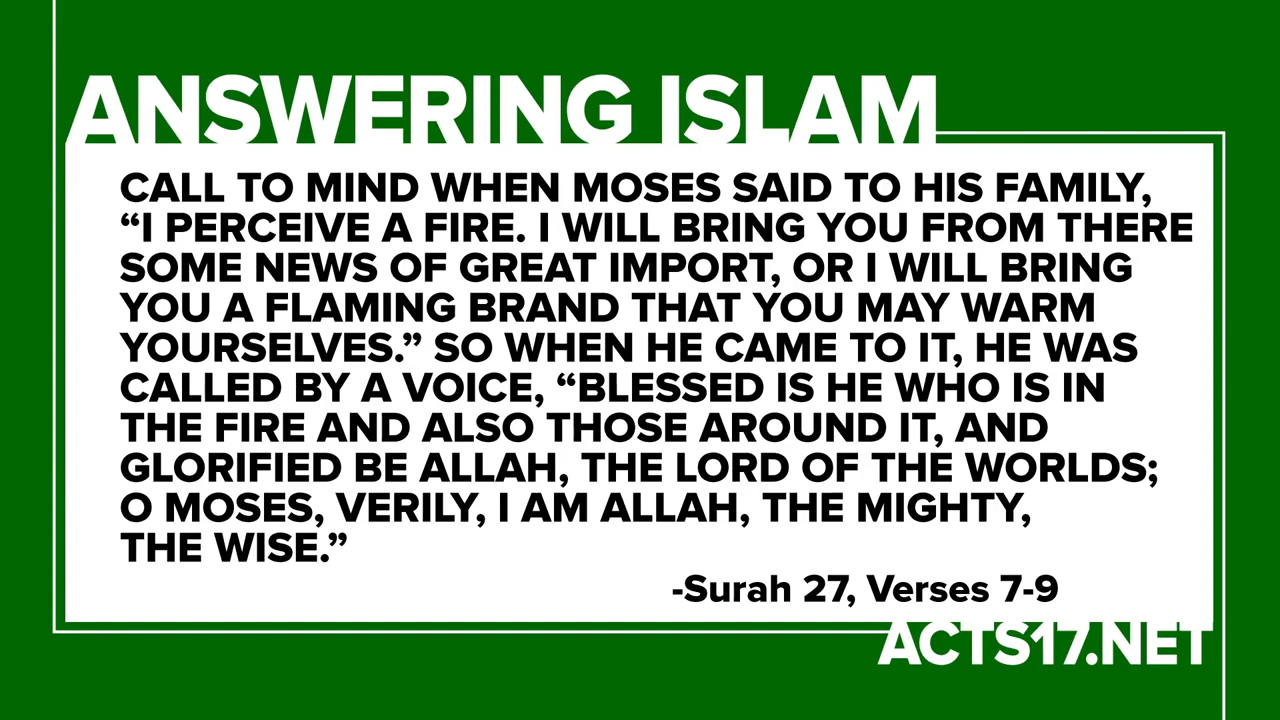 ANSWERING ISLAM
CALL TO MIND WHEN MOSES SAID TO HIS FAMILY,
“I PERCEIVE A FIRE. I WILL BRING YOU FROM THERE
SOME NEWS OF GREAT IMPORT, OR I WILL BRING
YOU A FLAMING BRAND THAT YOU MAY WARM
YOURSELVES.” SO WHEN HE CAME TO IT, HE WAS
CALLED BY A VOICE, “BLESSED IS HE WHO IS IN
THE FIRE AND ALSO THOSE AROUND IT, AND
GLORIFIED BE ALLAH, THE LORD OF THE WORLDS;
O MOSES, VERILY, I AM ALLAH, THE MIGHTY,
THE WISE.”
-Surah 27, Verses 7-9
ACTS17.NET